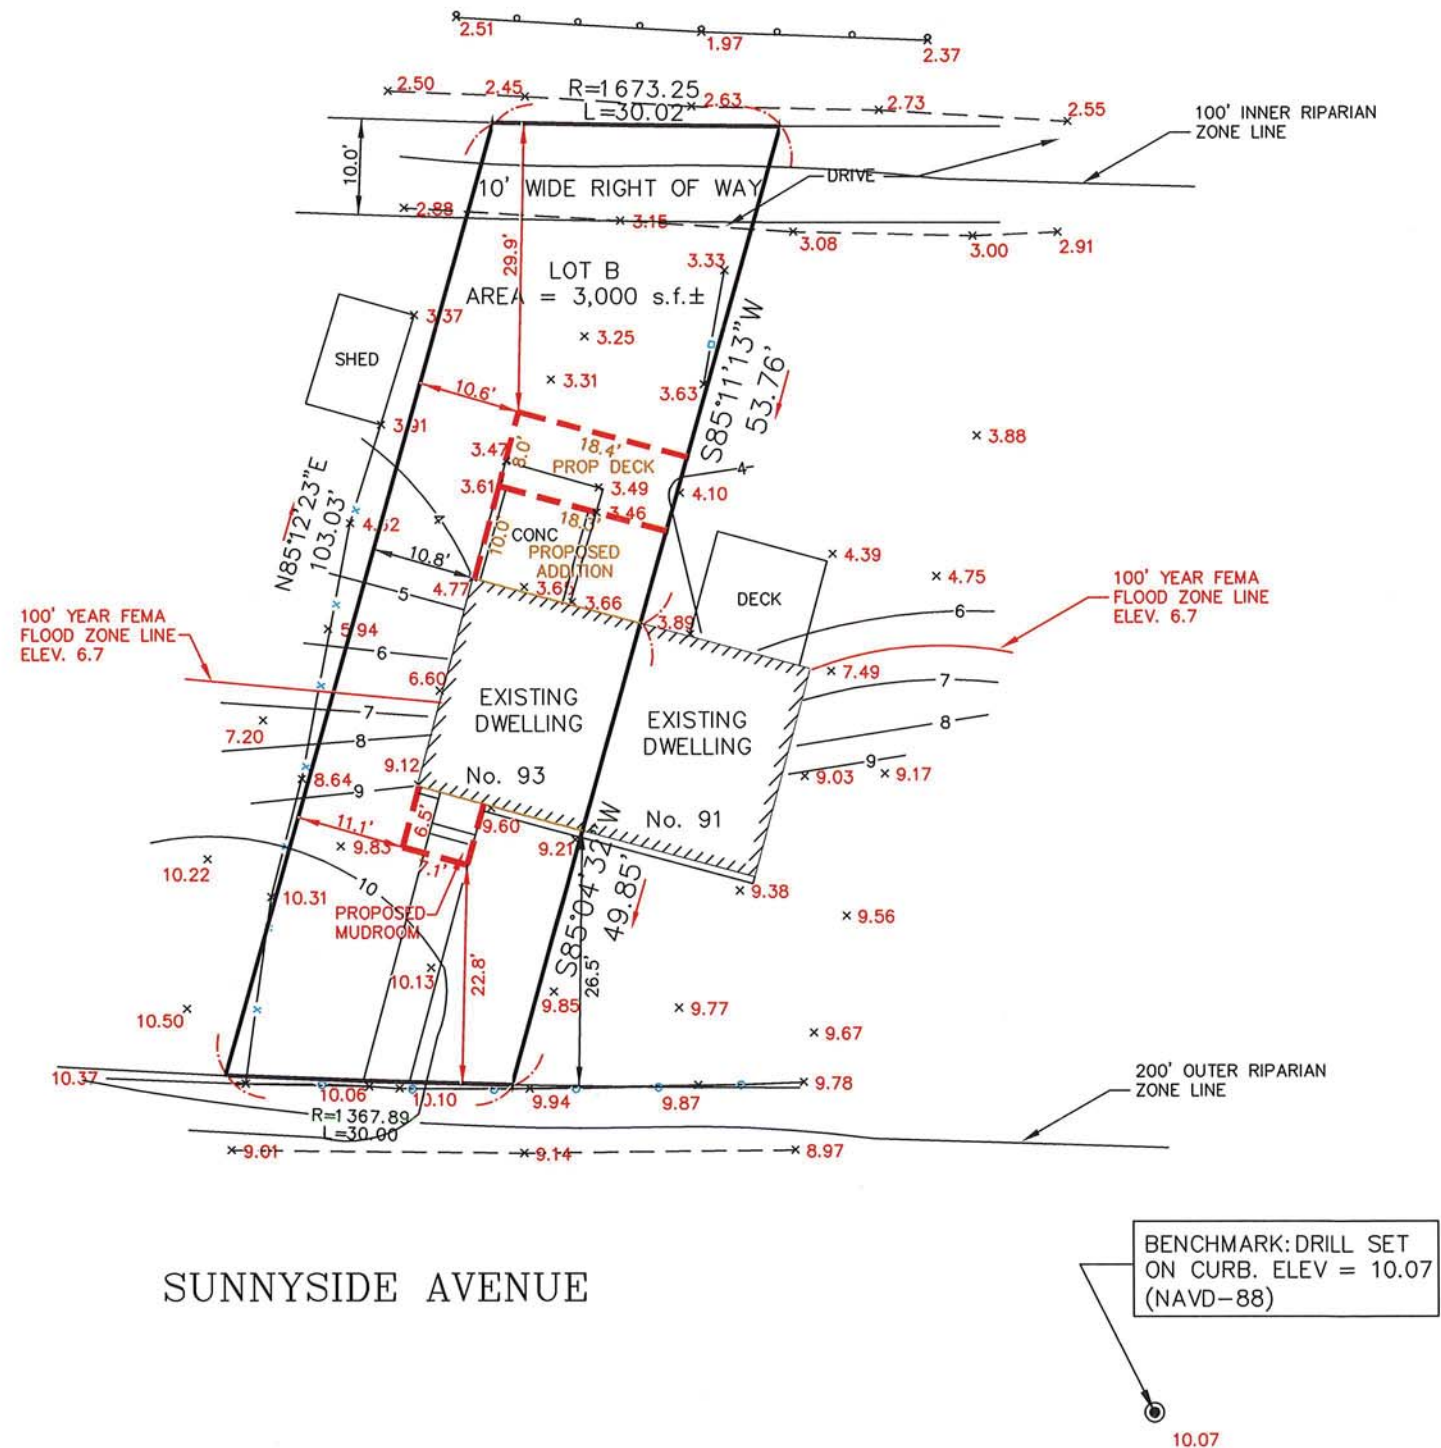 2.51
1.97
2.37
2.50
2.45
R=1673.25
L=30.02'
2.63
2.73
2.55
100' INNER RIPARIAN
ZONE LINE
10.0'
10' WIDE RIGHT OF WAY
DRIVE
2.88
3.15
3.08
3.00
2.91
29.9'
LOT B
AREA = 3,000 s.f.±
3.33
3.37
SHED
3.25
3.31
3.63
S85°11'13"W
53.76'
10.6'
3.91
3.88
3.47
8.0'
18.4'
PROP DECK
4
3.61
3.49
4.10
3.46
N85°12'23"E
103.03'
4.52
4
10.0'
CONC
18.3'
PROPOSED
ADDITION
10.8'
4.77
3.66
4.39
4.75
DECK
3.89
5
6
100' YEAR FEMA
FLOOD ZONE LINE
ELEV. 6.7
100' YEAR FEMA
FLOOD ZONE LINE
ELEV. 6.7
5.94
6
6.60
7.49
7
EXISTING
DWELLING
EXISTING
DWELLING
7
7.20
8
8
9.12
No. 93
8.64
9
9
9.03
9.17
11.1'
6.5'
9.60
No. 91
9.83
7.1'
9.21
10.22
10
9.38
10.31
PROPOSED
MUDROOM
9.56
S85°04'32"W
49.85'
10.13
22.8'
26.5'
9.85
9.77
10.50
9.67
10.37
10.06
10.10
9.94
9.87
9.78
200' OUTER RIPARIAN
ZONE LINE
R=1367.89
L=30.00
9.01
9.14
8.97
SUNNYSIDE AVENUE
BENCHMARK: DRILL SET
ON CURB. ELEV = 10.07
(NAVD-88)
10.07